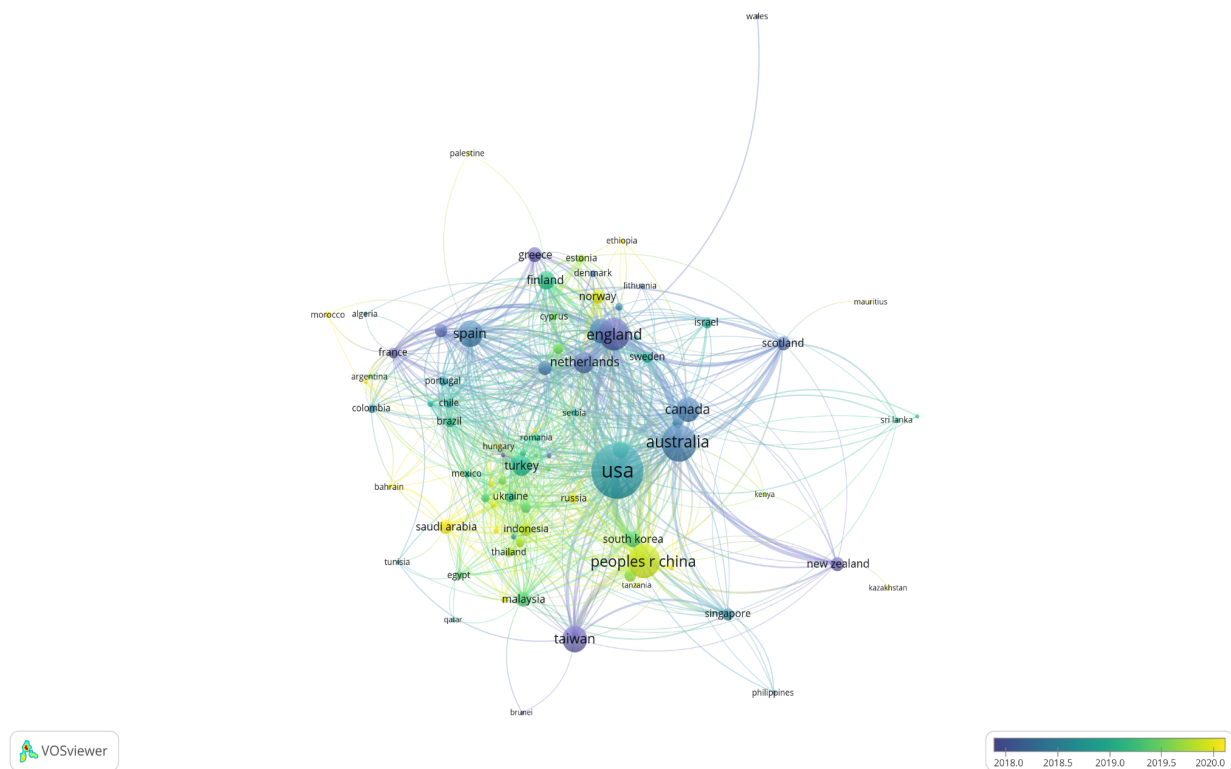 wales
palestine
ethiopia
greece
estonia
denmark
finland
lithuania
norway
mauritius
morocco
algeria
cyprus
israel
spain
england
scotland
france
sweden
netherlands
argentina
portugal
chile
colombia
canada
serbia
brazil
sri lanka
romania
australia
hungary
turkey
usa
mexico
bahrain
ukraine
russia
kenya
saudi arabia
indonesia
south korea
thailand
tunisia
peoples r china
new zealand
egypt
tanzania
kazakhstan
malaysia
singapore
qatar
taiwan
philippines
brunei
VOSviewer
2018.0 2018.5 2019.0 2019.5 2020.0